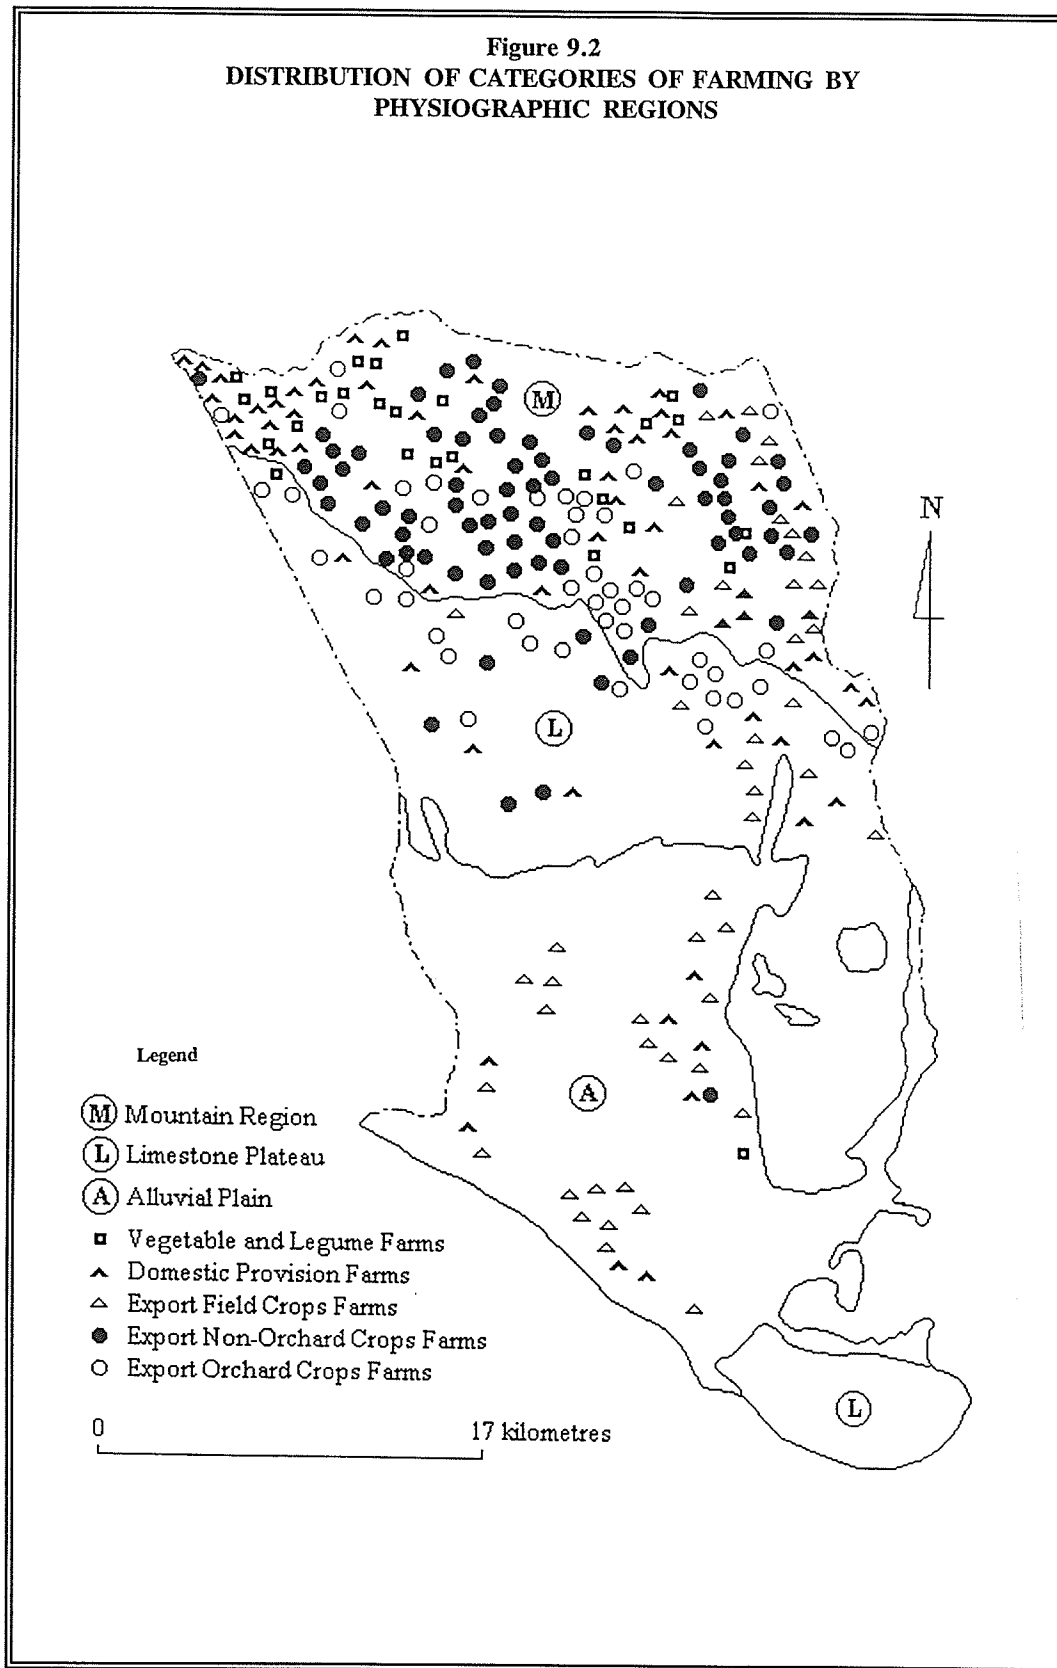 Figure 9.2
DISTRIBUTION OF CATEGORIES OF FARMING BY
PHYSIOGRAPHIC REGIONS
M
N
L
A
Legend
M Mountain Region
L Limestone Plateau
A Alluvial Plain
Vegetable and Legume Farms
Domestic Provision Farms
Export Field Crops Farms
Export Non-Orchard Crops Farms
Export Orchard Crops Farms
L
0 17 kilometres